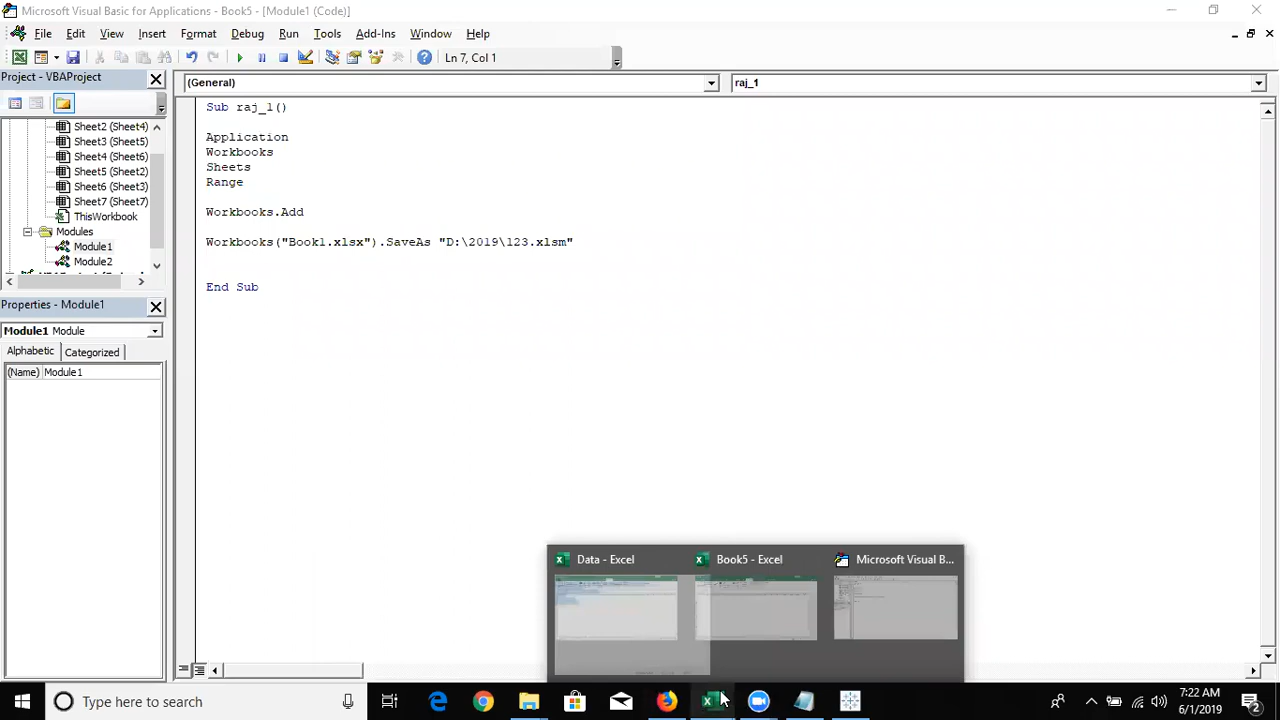 Microsoft Visual Basic for Applications - Book5 - [Module1 (Code)]
File Edit View Insert Format Debug Run Tools Add-Ins Window Help
Ln 7, Col 1
Project - VBAProject
(General)
raj_1
Sheet2 (Sheet4)
Sheet3 (Sheet5)
Sheet4 (Sheet6)
Sheet5 (Sheet2)
Sheet6 (Sheet3)
Sheet7 (Sheet7)
ThisWorkbook
Modules
Module1
Module2
Sub raj_1()
Application
Workbooks
Sheets
Range
Workbooks.Add
Workbooks("Book1.xlsx").SaveAs "D:\2019\123.xlsm"
End Sub
Properties - Module1
Module1 Module
Alphabetic Categorized
(Name) Module1
Data - Excel
Book5 - Excel
Microsoft Visual B...
Type here to search
7:22 AM
6/1/2019
2